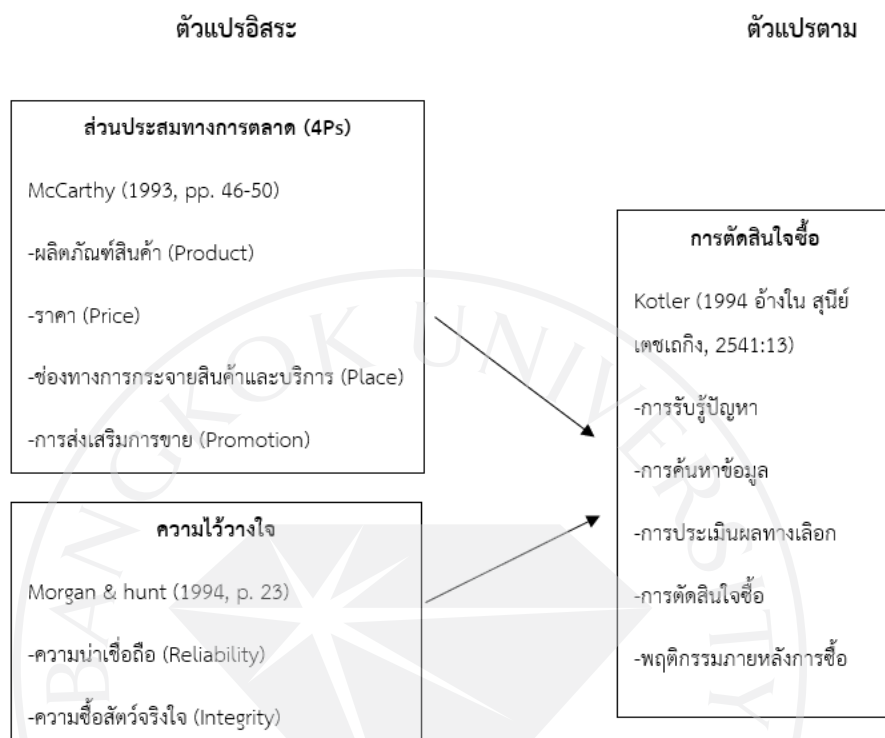 ตัวแปรอิสระ
ตัวแปรตาม
ส่วนประสมทางการตลาด (4Ps)
McCarthy (1993, pp. 46-50)
-ผลิตภัณฑ์สินค้า (Product)
-ราคา (Price)
-ช่องทางการกระจายสินค้าและบริการ (Place)
-การส่งเสริมการขาย (Promotion)
ความไว้วางใจ
Morgan & hunt (1994, p. 23)
-ความน่าเชื่อถือ (Reliability)
-ความซื่อสัตว์จริงใจ (Integrity)
การตัดสินใจซื้อ
Kotler (1994 อ้างใน สุนีย์
เตชเถกิง, 2541:13)
-การรับรู้ปัญหา
-การค้นหาข้อมูล
-การประเมินผลทางเลือก
-การตัดสินใจซื้อ
-พฤติกรรมภายหลังการซื้อ
BANGKOK UNIVERSITY